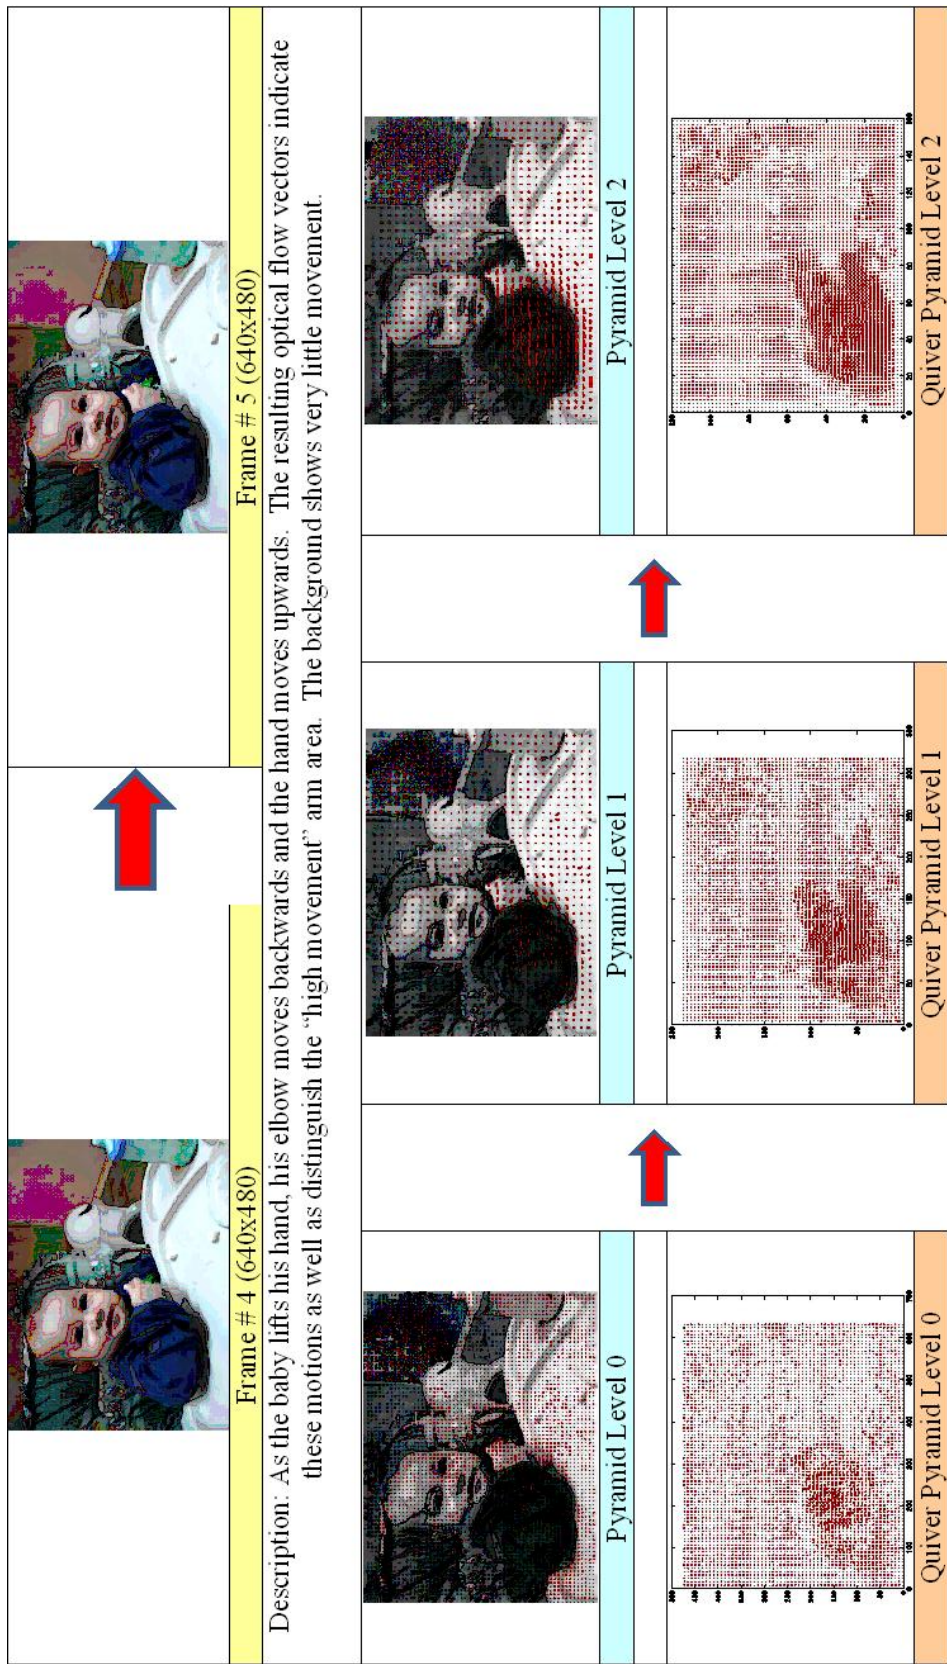 Frame # 4 (640x480)
Frame # 5 (640x480)
Description: As the baby lifts his hand, his elbow moves backwards and the hand moves upwards. The resulting optical flow vectors indicate
these motions as well as distinguish the “high movement” arm area. The background shows very little movement.
Pyramid Level 0
Pyramid Level 1
Pyramid Level 2
Quiver Pyramid Level 0
Quiver Pyramid Level 1
Quiver Pyramid Level 2